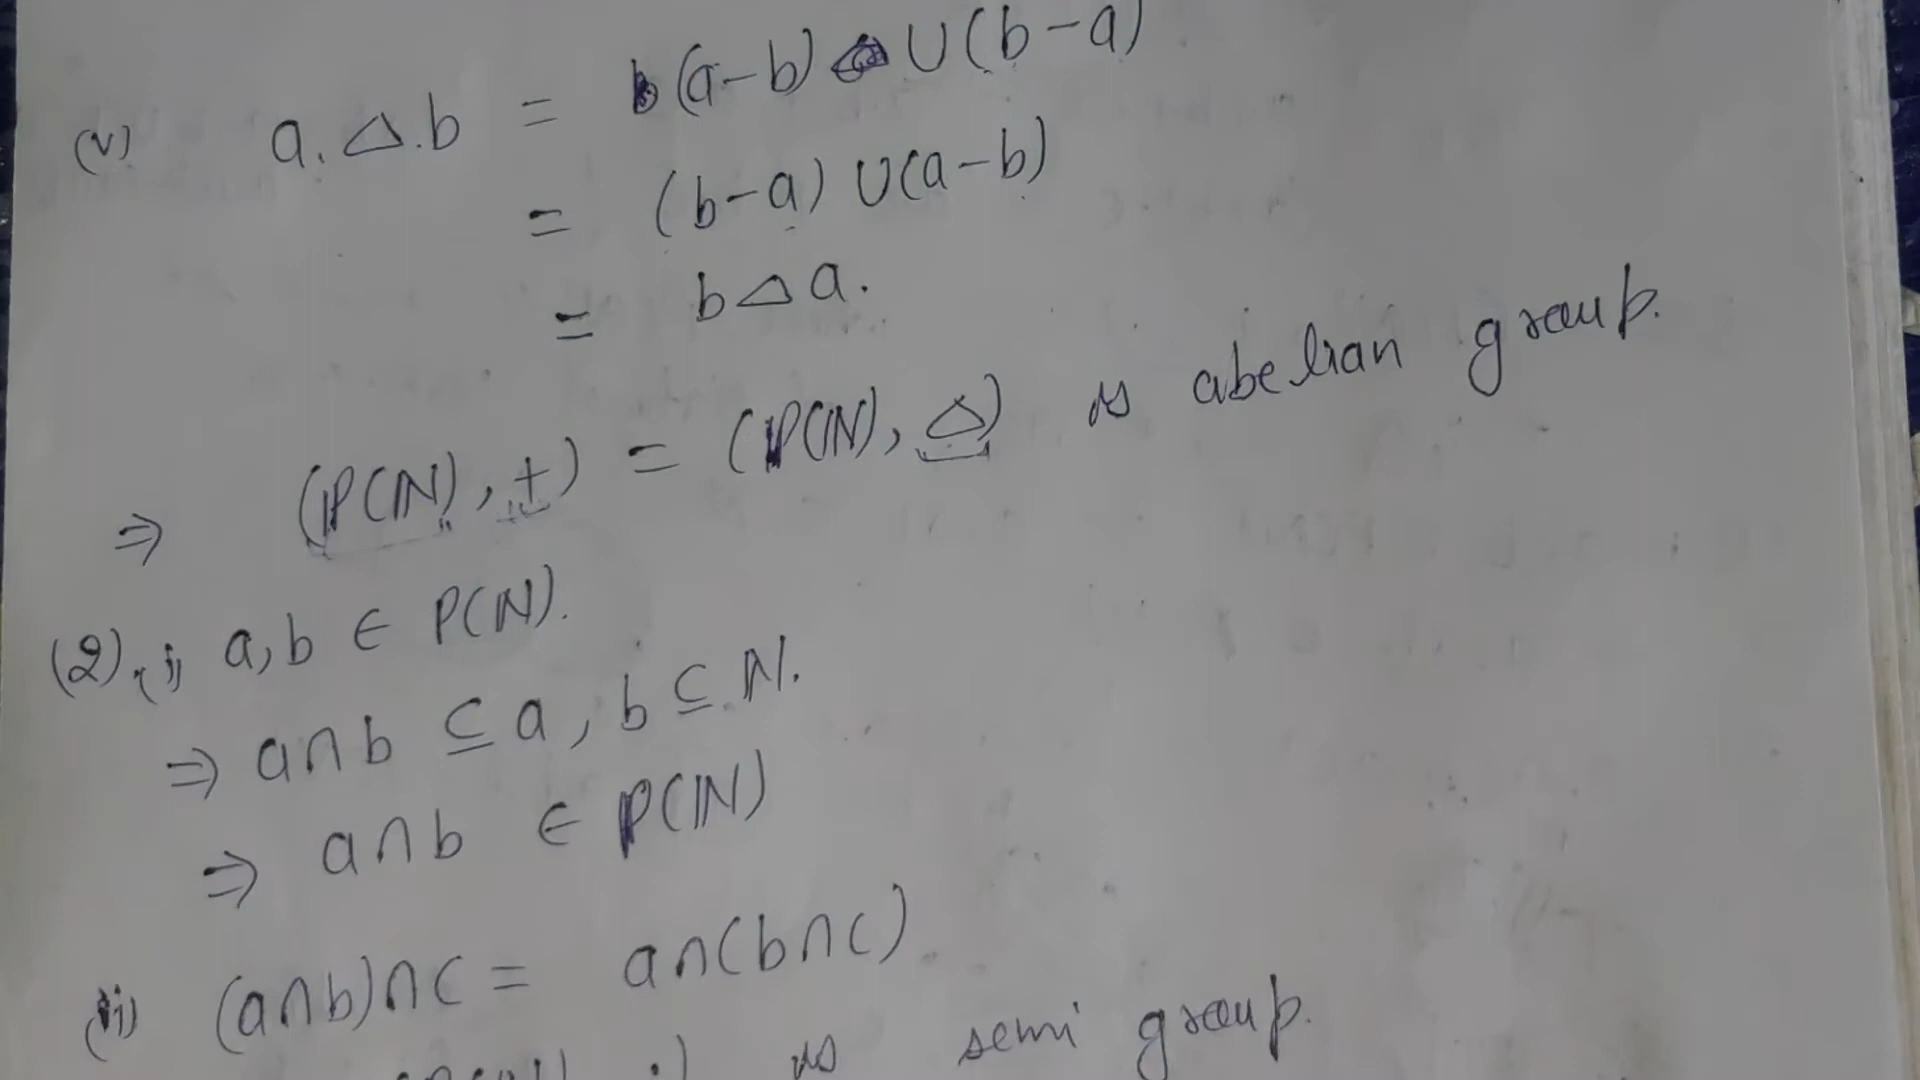 (v) a.Δ.b = (a-b) ∪ (b-a)
= (b-a) ∪ (a-b)
= b Δ a.
⇒ (P(N), +) = (P(N), Δ) is abelian group.
(2). (i) a, b ∈ P(N).
⇒ a∩b ⊆ a, b ⊆ N.
⇒ a∩b ∈ P(N)
(ii) (a∩b)∩c = a∩(b∩c).
.) is semi group.